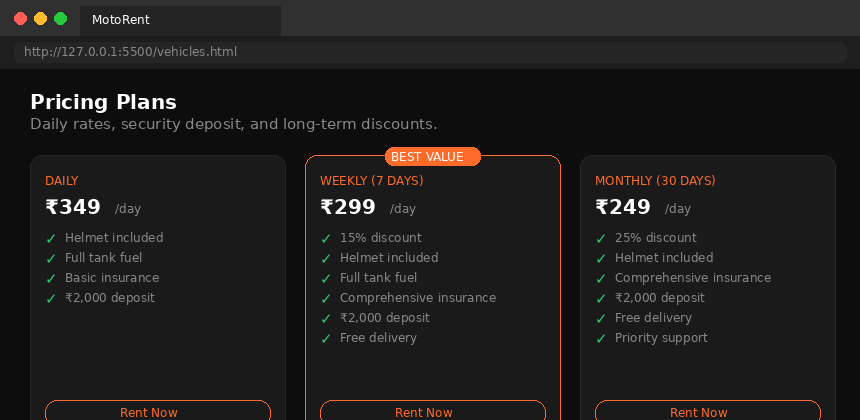 MotoRent
http://127.0.0.1:5500/vehicles.html
Pricing Plans
Daily rates, security deposit, and long-term discounts.
DAILY
₹349 /day
✓ Helmet included
✓ Full tank fuel
✓ Basic insurance
✓ ₹2,000 deposit
Rent Now
BEST VALUE
WEEKLY (7 DAYS)
₹299 /day
✓ 15% discount
✓ Helmet included
✓ Full tank fuel
✓ Comprehensive insurance
✓ ₹2,000 deposit
✓ Free delivery
Rent Now
MONTHLY (30 DAYS)
₹249 /day
✓ 25% discount
✓ Helmet included
✓ Comprehensive insurance
✓ ₹2,000 deposit
✓ Free delivery
✓ Priority support
Rent Now